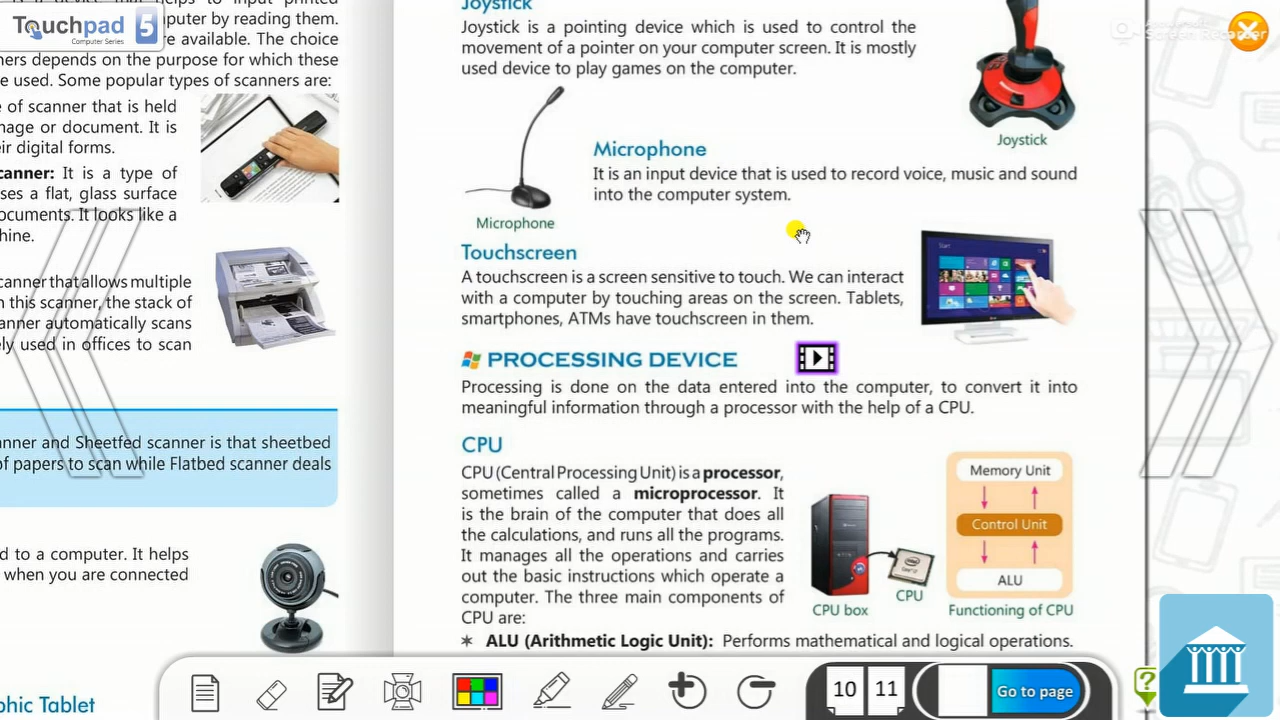 Touchpad 5
Computer Series
puter by reading them.
re available. The choice
ners depends on the purpose for which these
e used. Some popular types of scanners are:
e of scanner that is held
nage or document. It is
eir digital forms.
canner: It is a type of
ses a flat, glass surface
ocuments. It looks like a
hine.
scanner that allows multiple
n this scanner, the stack of
anner automatically scans
ely used in offices to scan
anner and Sheetfed scanner is that sheetbed
of papers to scan while Flatbed scanner deals
d to a computer. It helps
when you are connected
phic Tablet
Joystick
Joystick is a pointing device which is used to control the
movement of a pointer on your computer screen. It is mostly
used device to play games on the computer.
Joystick
Microphone
It is an input device that is used to record voice, music and sound
into the computer system.
Microphone
Touchscreen
A touchscreen is a screen sensitive to touch. We can interact
with a computer by touching areas on the screen. Tablets,
smartphones, ATMs have touchscreen in them.
Start
PROCESSING DEVICE
Processing is done on the data entered into the computer, to convert it into
meaningful information through a processor with the help of a CPU.
CPU
CPU (Central Processing Unit) is a processor,
sometimes called a microprocessor. It
is the brain of the computer that does all
the calculations, and runs all the programs.
It manages all the operations and carries
out the basic instructions which operate a
computer. The three main components of
CPU are:
CPU box
CPU
Memory Unit
Control Unit
ALU
Functioning of CPU
✶ ALU (Arithmetic Logic Unit): Performs mathematical and logical operations.
10 11 Go to page
Screen Recorder